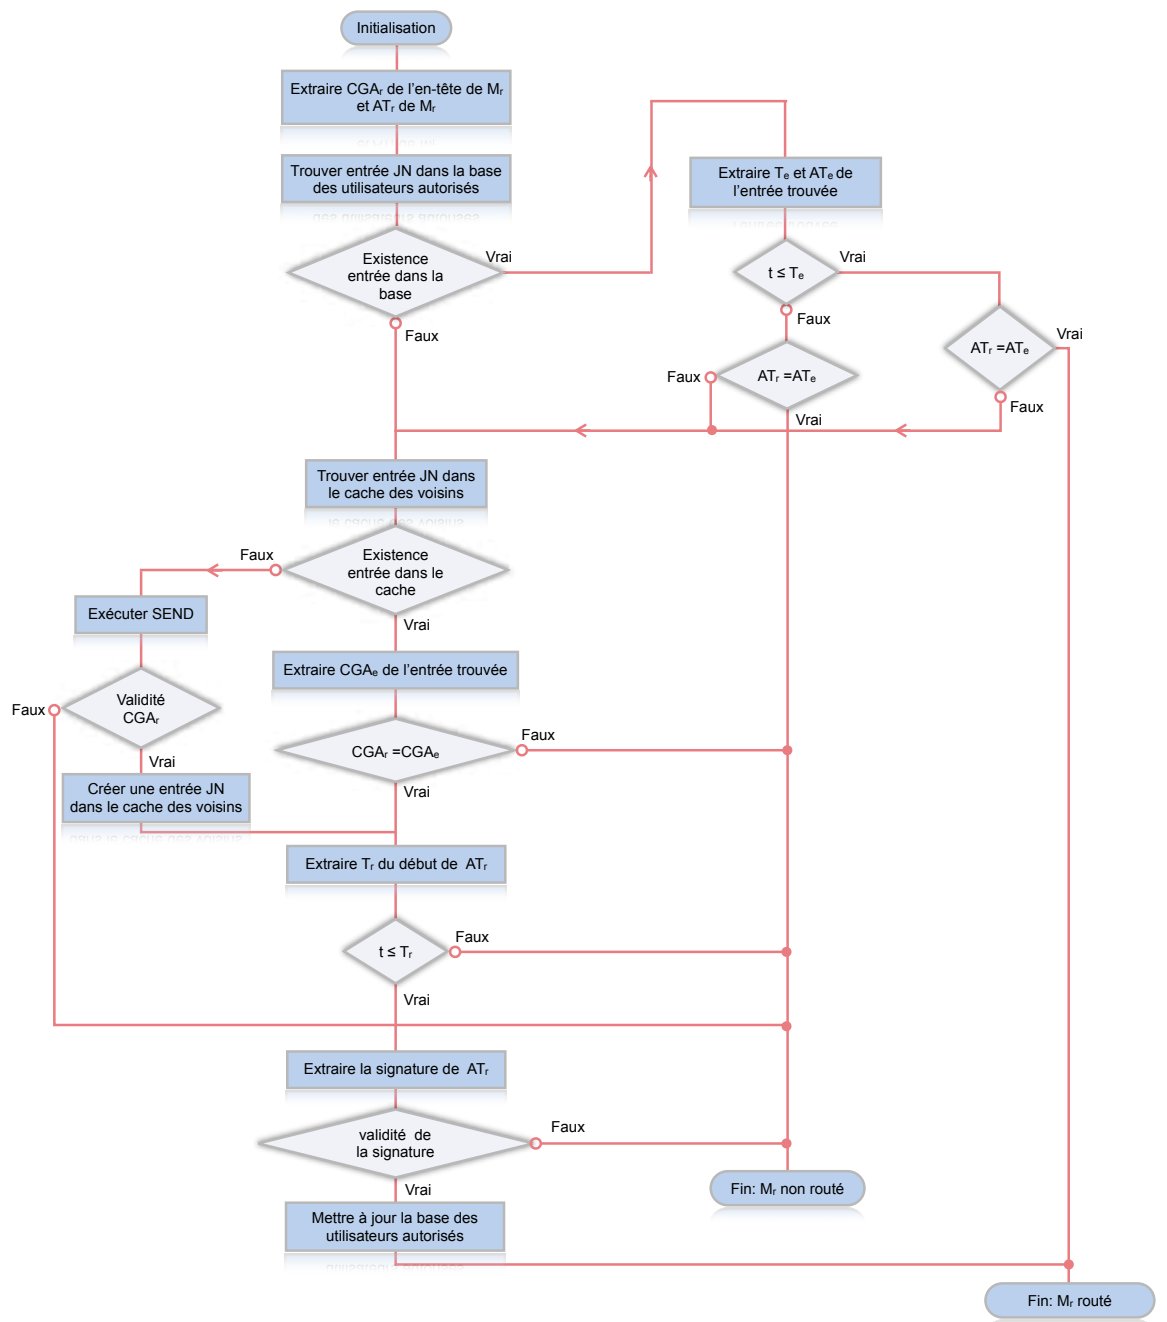 Initialisation
Extraire CGAr de l'en-tête de Mr
et ATr de Mr
Trouver entrée JN dans la base
des utilisateurs autorisés
Existence
entrée dans la
base
Vrai
Faux
Extraire Te et ATe de
l'entrée trouvée
t ≤ Te
Vrai
Faux
ATr =ATe
Vrai
Faux
ATr =ATe
Faux
Vrai
Trouver entrée JN dans
le cache des voisins
Existence
entrée dans le
cache
Faux
Vrai
Exécuter SEND
Validité
CGAr
Faux
Vrai
Créer une entrée JN
dans le cache des voisins
Extraire CGAe de l'entrée trouvée
CGAr =CGAe
Faux
Vrai
Extraire Tr du début de ATr
t ≤ Tr
Faux
Vrai
Extraire la signature de ATr
validité de
la signature
Faux
Vrai
Mettre à jour la base des
utilisateurs autorisés
Fin: Mr non routé
Fin: Mr routé